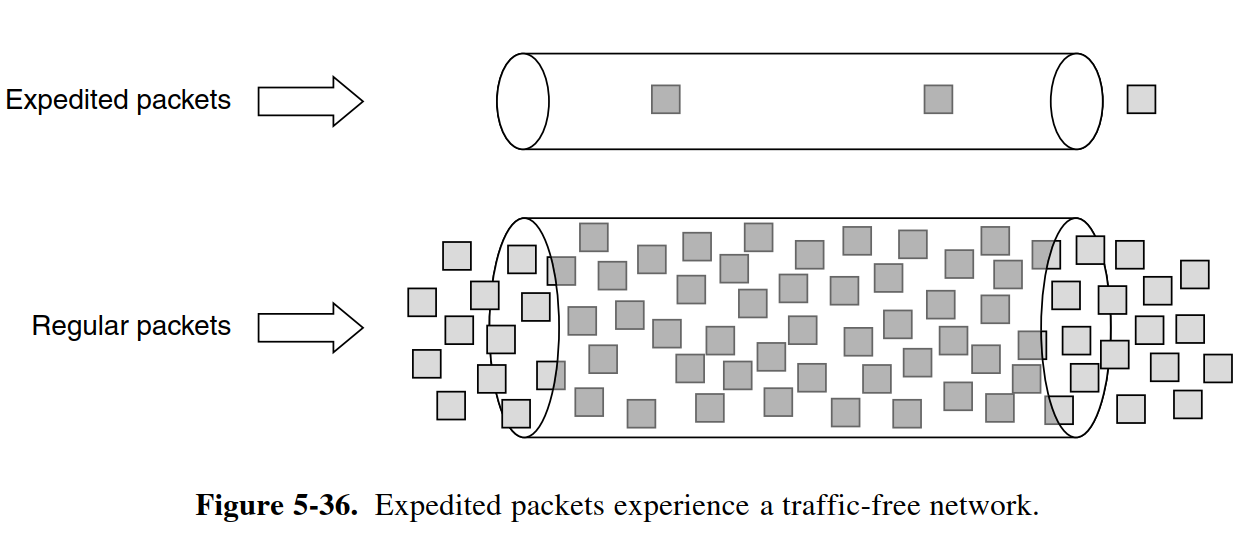 Expedited packets
Regular packets
Figure 5-36. Expedited packets experience a traffic-free network.